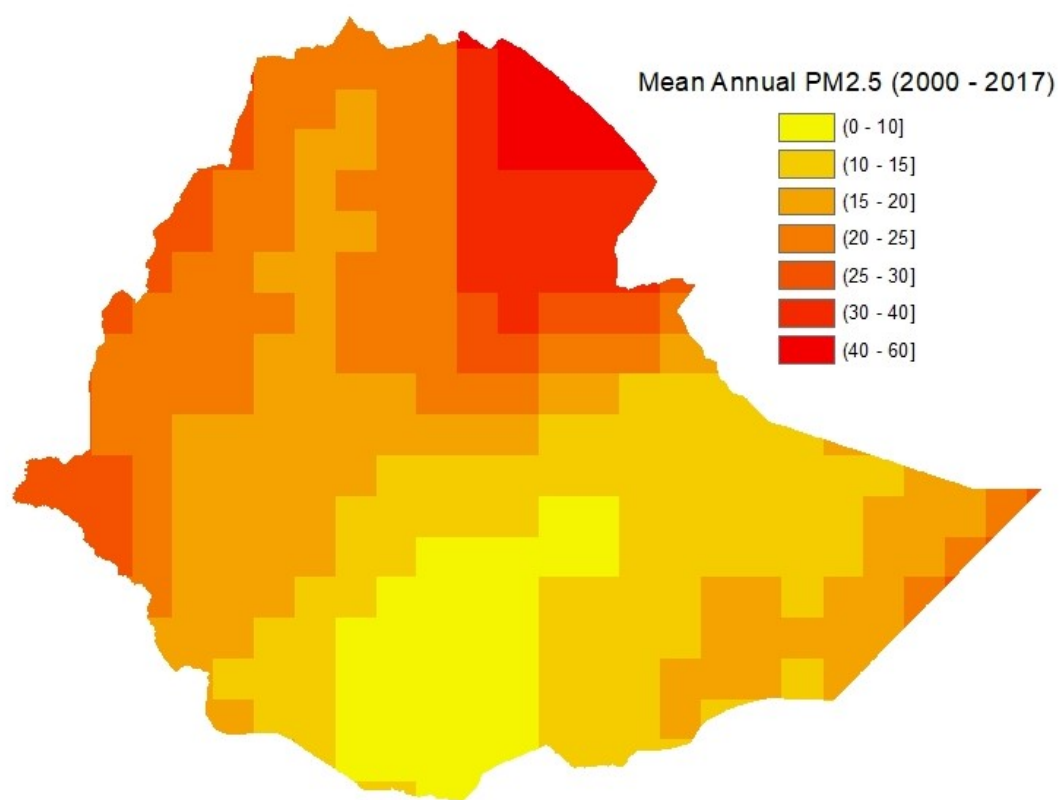 Mean Annual PM2.5 (2000 - 2017)
(0 - 10]
(10 - 15]
(15 - 20]
(20 - 25]
(25 - 30]
(30 - 40]
(40 - 60]